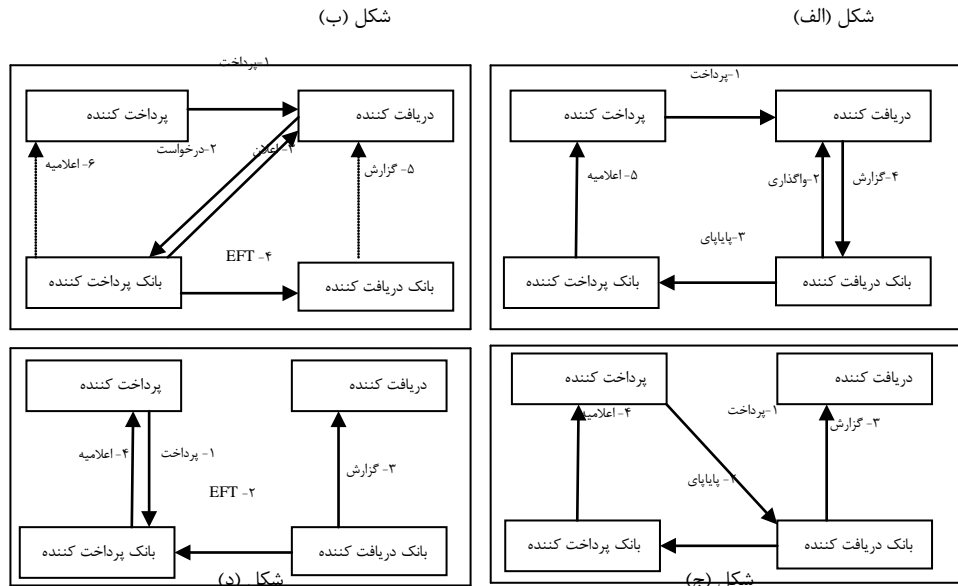 شکل (الف)
۱-پرداخت
پرداخت کننده
دریافت کننده
۵- اعلامیه
۲-واگذاری
۴-گزارش
۳-پایاپای
بانک پرداخت کننده
بانک دریافت کننده
شکل (ب)
۱-پرداخت
پرداخت کننده
دریافت کننده
۶- اعلامیه
۲-درخواست
اعلان
۵- گزارش
EFT -۴
بانک پرداخت کننده
بانک دریافت کننده
پرداخت کننده
دریافت کننده
۴- اعلامیه
۱-پرداخت
۳- گزارش
پایاپای
بانک پرداخت کننده
بانک دریافت کننده
شکل (ج)
پرداخت کننده
دریافت کننده
۴- اعلامیه
۱- پرداخت
۳- گزارش
EFT -۲
بانک پرداخت کننده
بانک دریافت کننده
شکل (د)